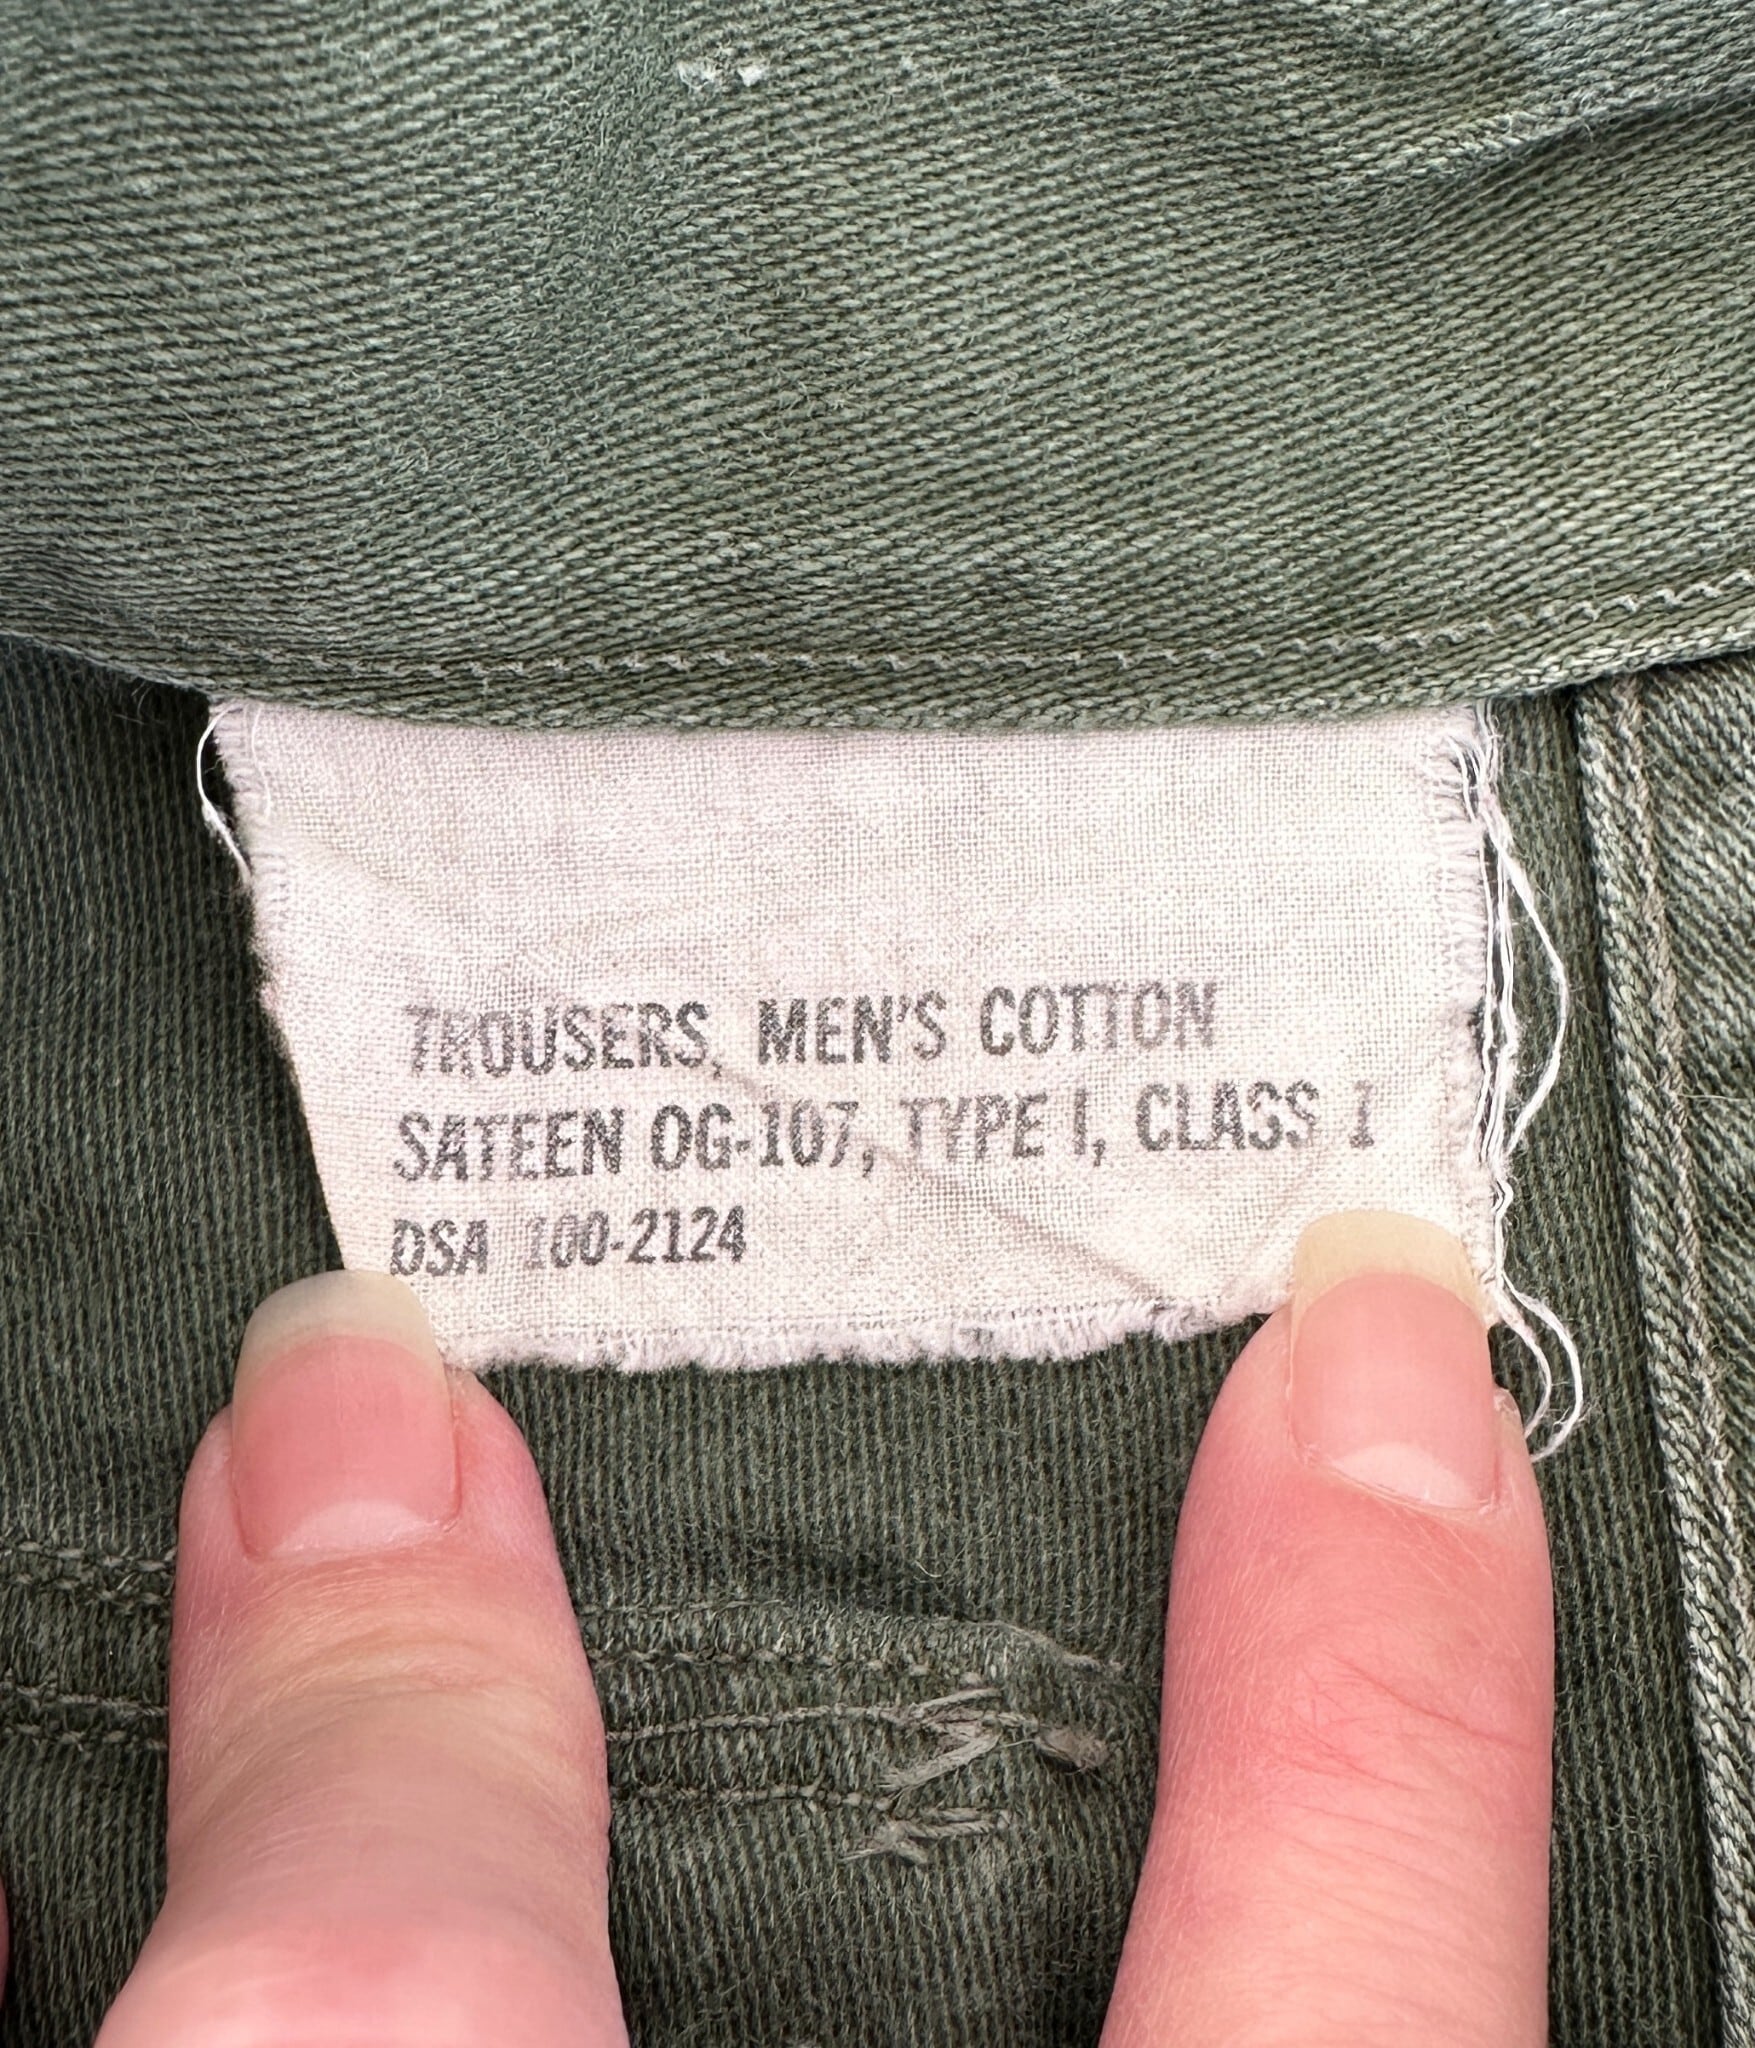 TROUSERS, MEN'S COTTON
SATEEN OG-107, TYPE I, CLASS I
DSA 100-2124